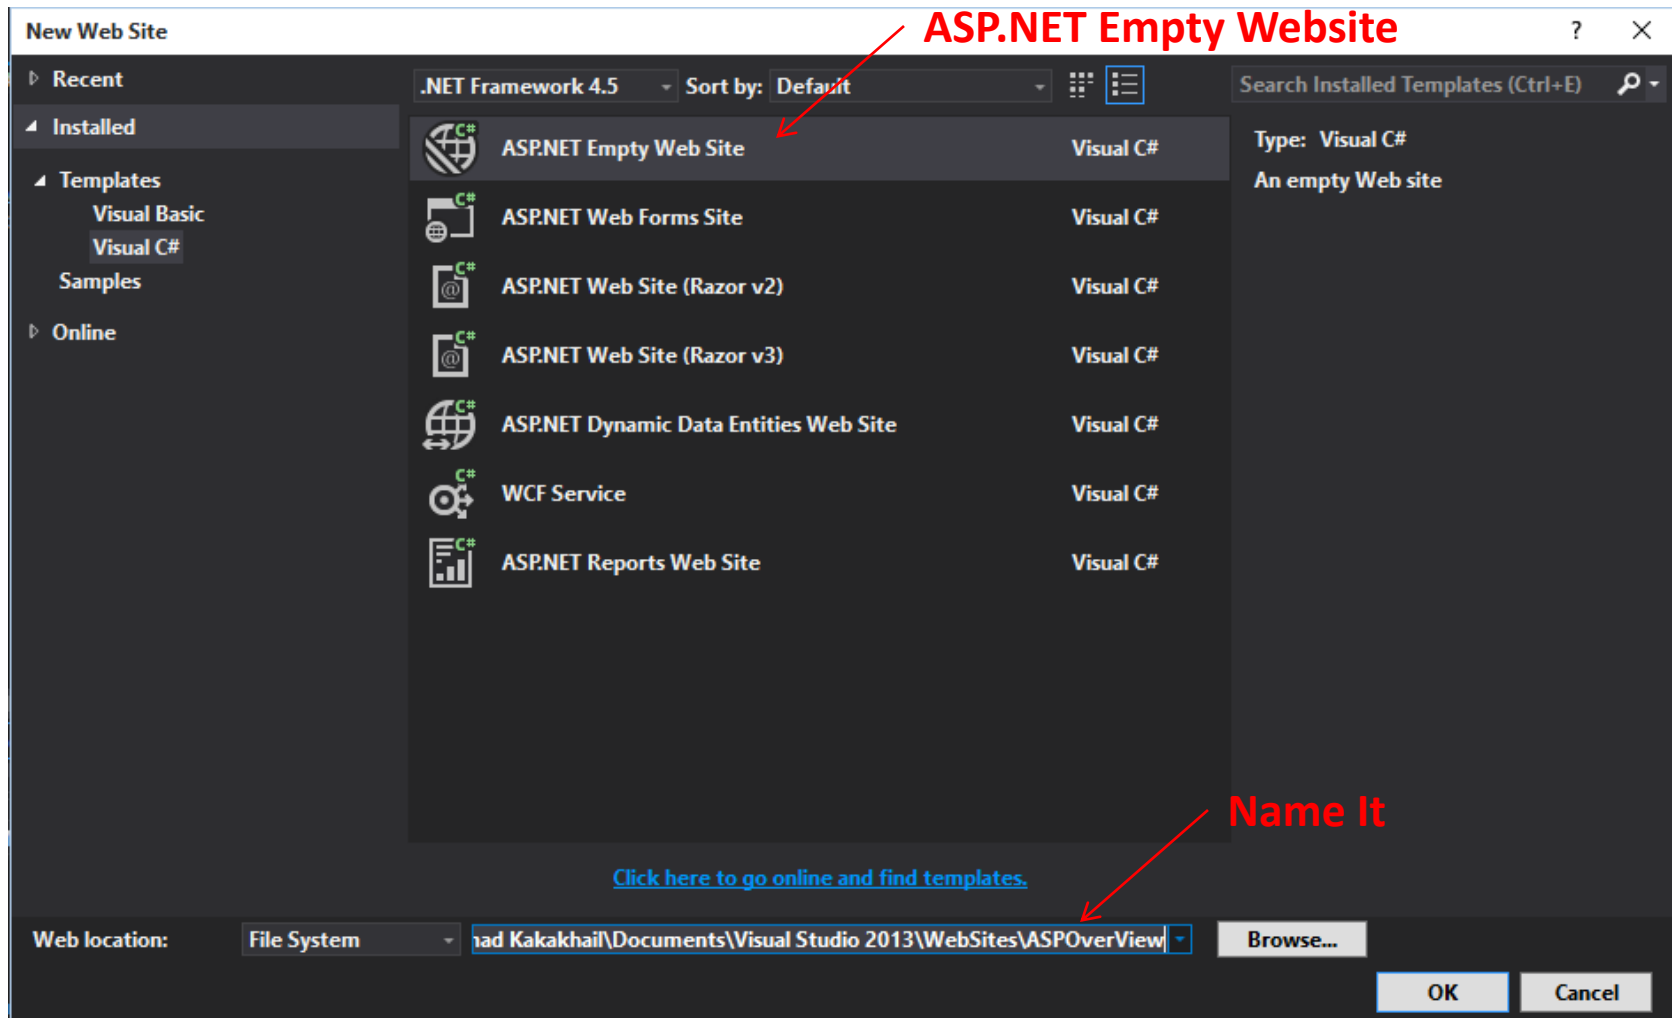 ASP.NET Empty Website
New Web Site
?
Recent
.NET Framework 4.5
Sort by: Default
Search Installed Templates (Ctrl+E)
Installed
Templates
Visual Basic
Visual C#
Samples
Online
C#
ASP.NET Empty Web Site Visual C#
C#
ASP.NET Web Forms Site Visual C#
C#
@
ASP.NET Web Site (Razor v2) Visual C#
C#
@
ASP.NET Web Site (Razor v3) Visual C#
C#
ASP.NET Dynamic Data Entities Web Site Visual C#
C#
WCF Service Visual C#
C#
ASP.NET Reports Web Site Visual C#
Type: Visual C#
An empty Web site
Name It
Click here to go online and find templates.
Web location: File System had Kakakhail\Documents\Visual Studio 2013\WebSites\ASPOverView Browse...
OK Cancel